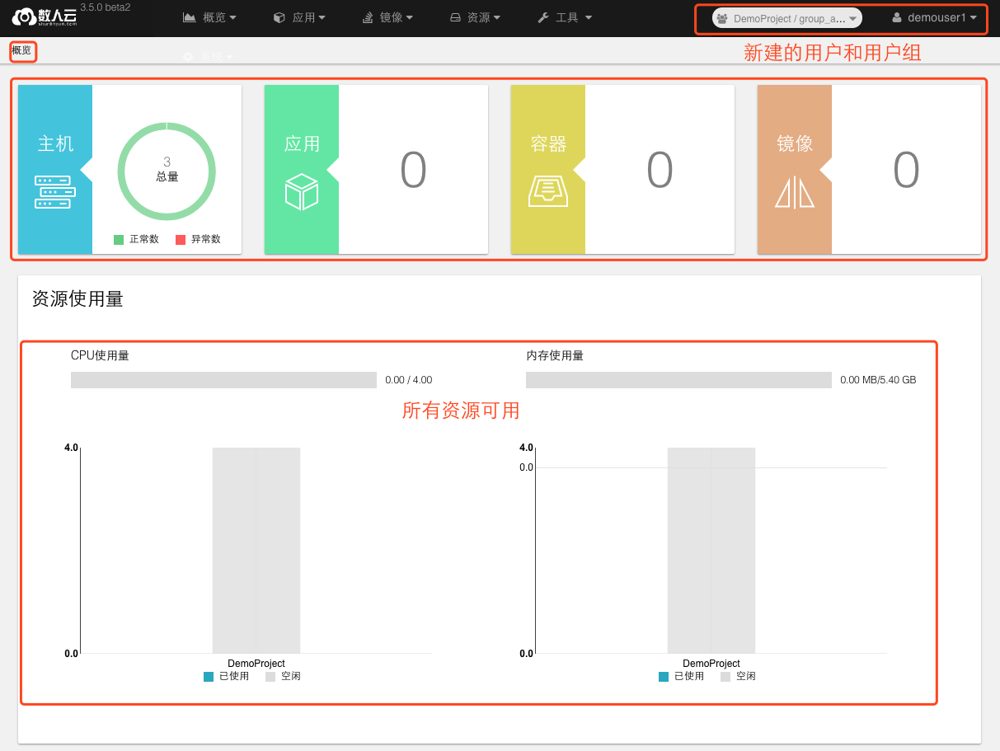 数人云 3.5.0 beta2
shurenyun.com
概览 应用 镜像 资源 工具 DemoProject / group_a... demouser1
概览
系统
新建的用户和用户组
主机
3
总量
正常数 异常数
应用
0
容器
0
镜像
0
资源使用量
CPU使用量
0.00 / 4.00
内存使用量
0.00 MB/5.40 GB
所有资源可用
4.0
0.0
DemoProject
已使用 空闲
4.0
0.0
0.0
DemoProject
已使用 空闲